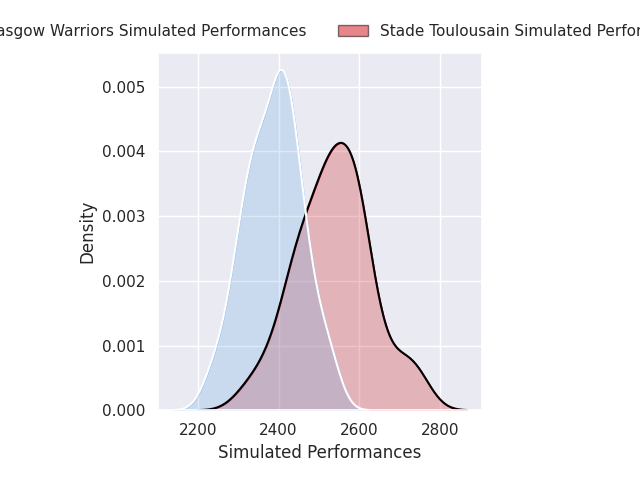 asgow Warriors Simulated Performances
Stade Toulousain Simulated Perfor
0.005
0.004
0.003
0.002
0.001
0.000
Density
2200 2400 2600 2800
Simulated Performances